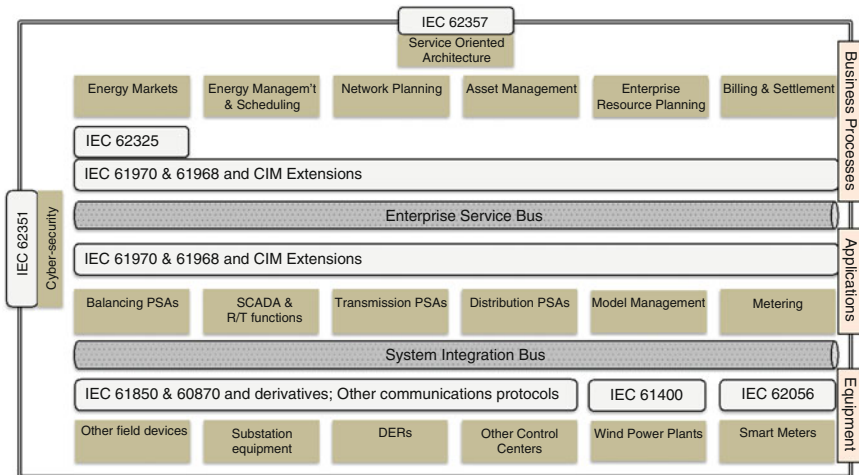 IEC 62357
Service Oriented
Architecture
Business Processes
Energy Markets
Energy Managem't
& Scheduling
Network Planning
Asset Management
Enterprise
Resource Planning
Billing & Settlement
IEC 62325
IEC 61970 & 61968 and CIM Extensions
IEC 62351
Cyber-security
Enterprise Service Bus
Applications
IEC 61970 & 61968 and CIM Extensions
Balancing PSAs
SCADA &
R/T functions
Transmission PSAs
Distribution PSAs
Model Management
Metering
System Integration Bus
Equipment
IEC 61850 & 60870 and derivatives; Other communications protocols
IEC 61400
IEC 62056
Other field devices
Substation
equipment
DERs
Other Control
Centers
Wind Power Plants
Smart Meters